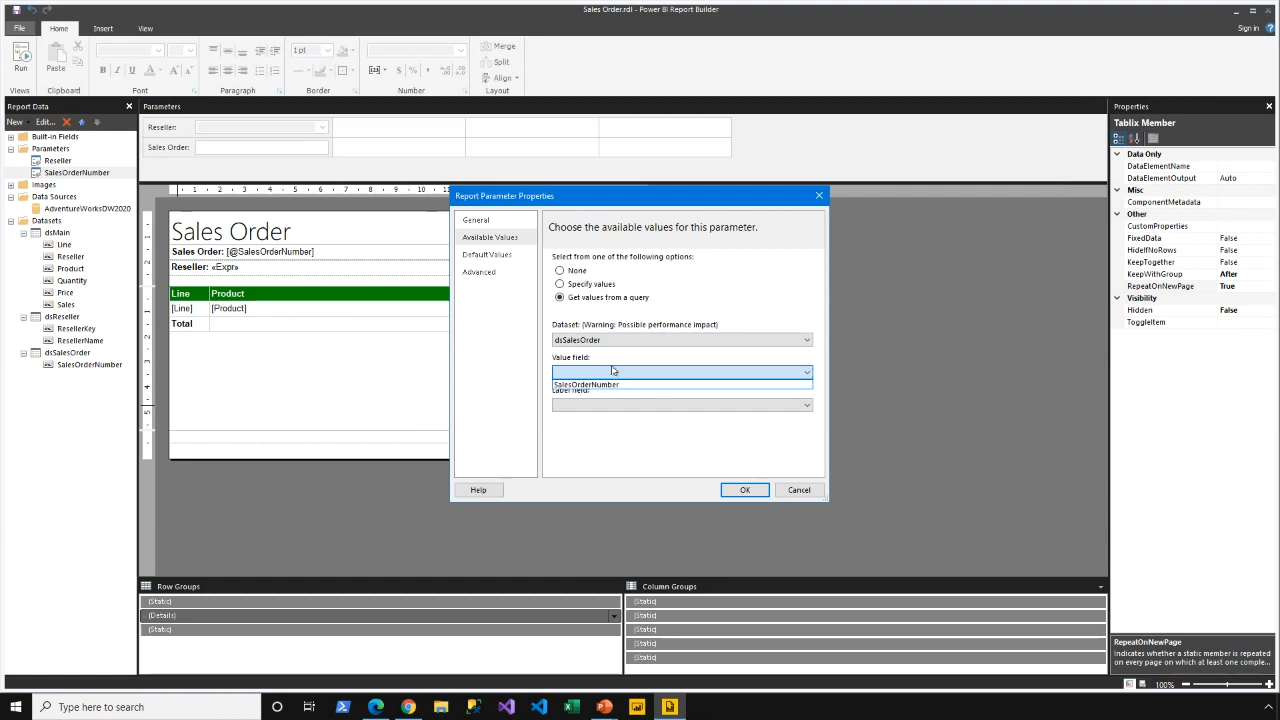 Sales Order.rdl - Power BI Report Builder
File
Home
Insert
View
Sign in
Run
Paste
1pt
Merge
Split
Align
Views
Clipboard
Font
Paragraph
Border
Number
Layout
Report Data
New
Edit...
Built-in Fields
Parameters
Reseller
SalesOrderNumber
Images
Data Sources
AdventureWorksDW2020
Datasets
dsMain
Line
Reseller
Product
Quantity
Price
Sales
dsReseller
ResellerKey
ResellerName
dsSalesOrder
SalesOrderNumber
Parameters
Reseller:
Sales Order:
Sales Order
Sales Order: [@SalesOrderNumber]
Reseller: «Expr»
Line Product
[Line] [Product]
Total
Report Parameter Properties
General
Available Values
Default Values
Advanced
Choose the available values for this parameter.
Select from one of the following options:
None
Specify values
Get values from a query
Dataset: (Warning: Possible performance impact)
dsSalesOrder
Value field:
SalesOrderNumber
Label field:
Help
OK
Cancel
Row Groups
(Static)
(Details)
(Static)
Column Groups
(Static)
(Static)
(Static)
(Static)
(Static)
Properties
Tablix Member
Data Only
DataElementName
DataElementOutput Auto
Misc
ComponentMetadata
Other
CustomProperties
FixedData False
HideIfNoRows False
KeepTogether False
KeepWithGroup After
RepeatOnNewPage True
Visibility
Hidden False
ToggleItem
RepeatOnNewPage
Indicates whether a static member is repeated
on every page on which at least one comple...
100%
Type here to search